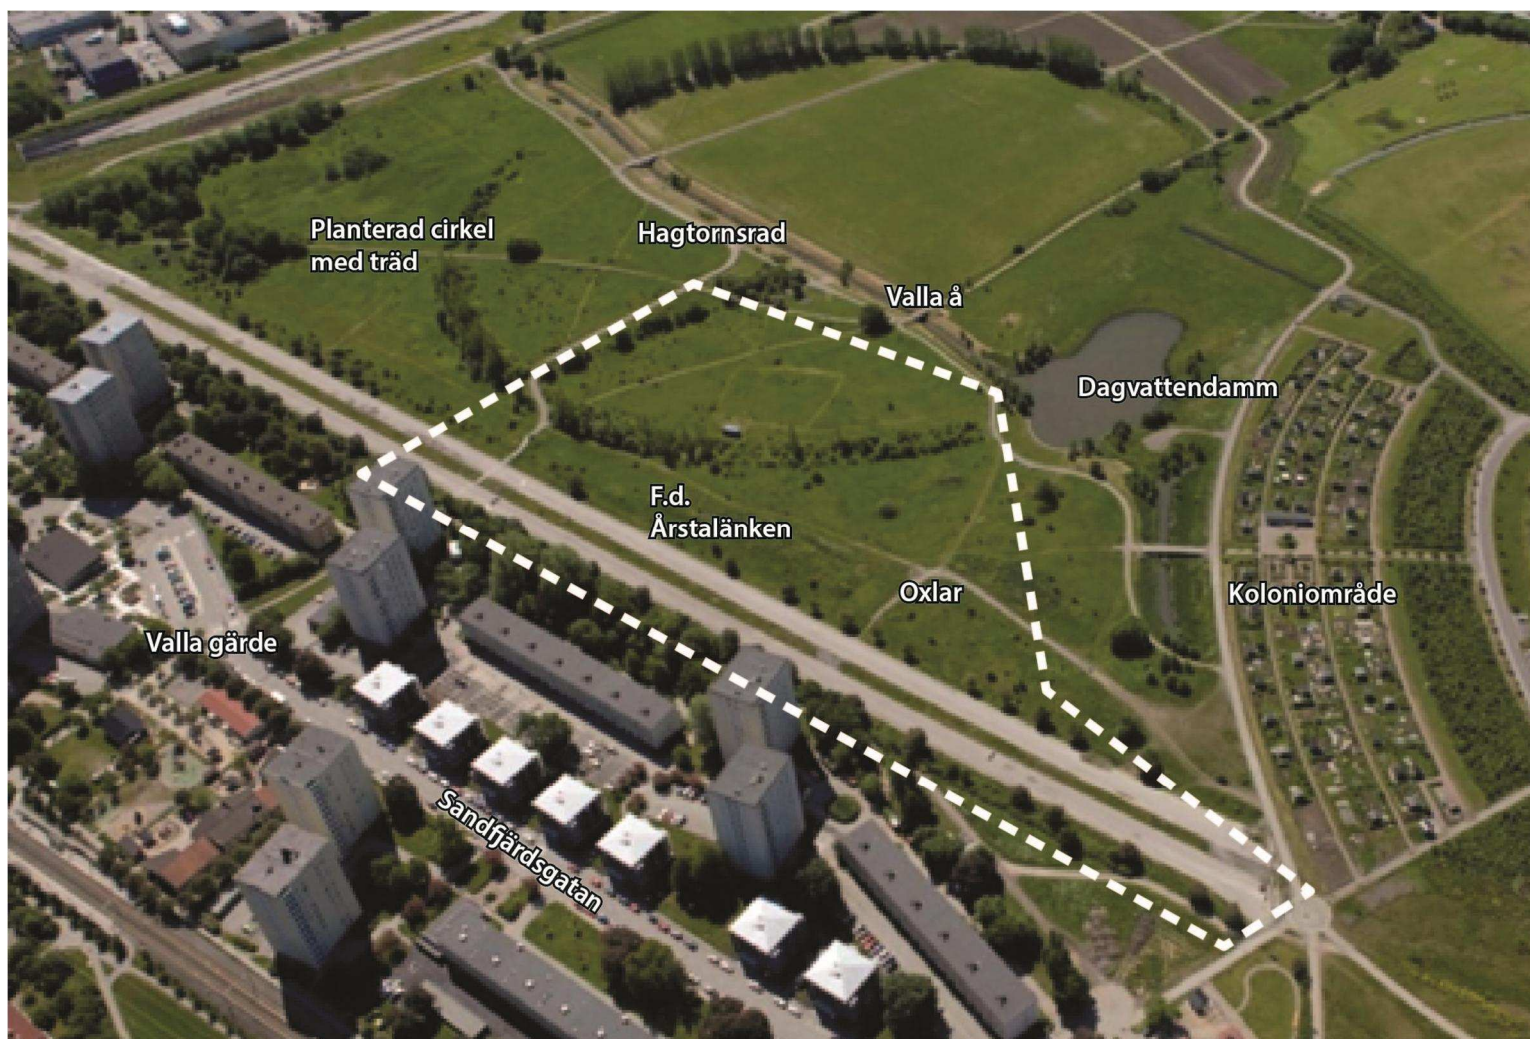 Planterad cirkel
med träd
Hagtornsrad
Valla å
Dagvattendamm
F.d.
Årstalänken
Oxlar
Koloniområde
Valla gärde
Sandfjärdsgatan